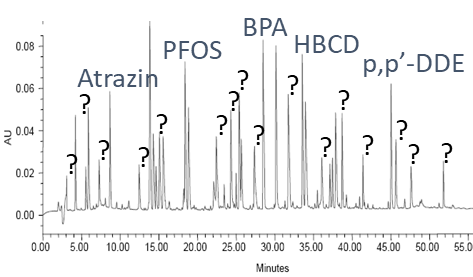 BPA
PFOS
HBCD
Atrazin
p,p'-DDE
? ? ? ? ? ? ? ? ? ? ? ? ? ? ? ?
AU
0.08
0.06
0.04
0.02
0.00
0.00 5.00 10.00 15.00 20.00 25.00 30.00 35.00 40.00 45.00 50.00 55.0
Minutes